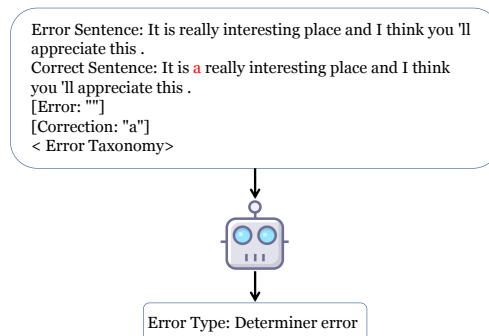 Error Sentence: It is really interesting place and I think you 'll
appreciate this .
Correct Sentence: It is a really interesting place and I think
you 'll appreciate this .
[Error: ""]
[Correction: "a"]
< Error Taxonomy>
Error Type: Determiner error